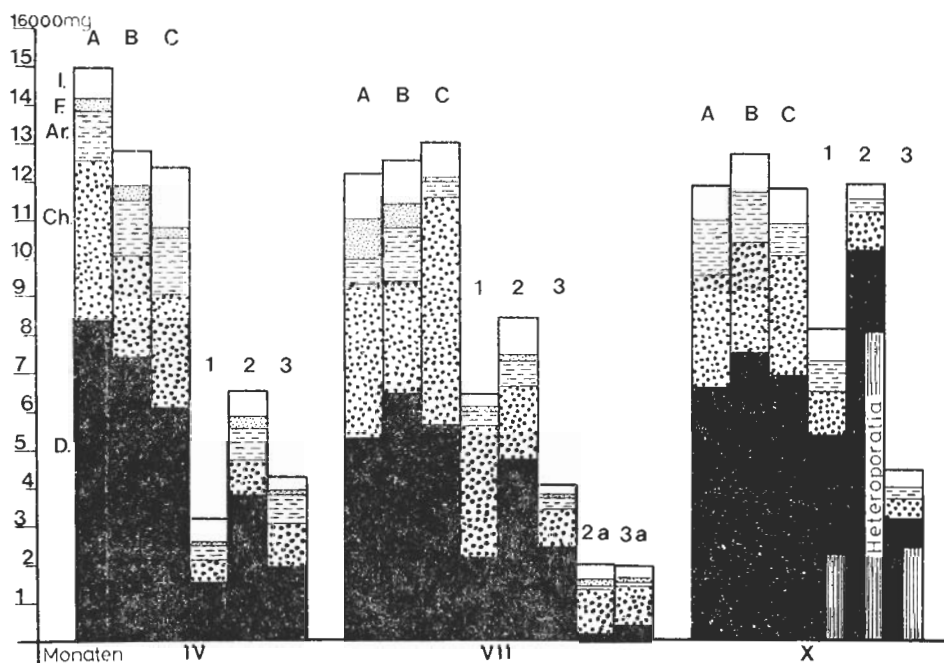 16000mg
15
14
13
12
11
10
9
8
7
6
5
4
3
2
1
I.
F.
Ar.
Ch.
D.
A B C
1 2 3
A B C
1 2 3
2a 3a
A B C
1 2 3
Heteroporatia
Monaten IV VII X